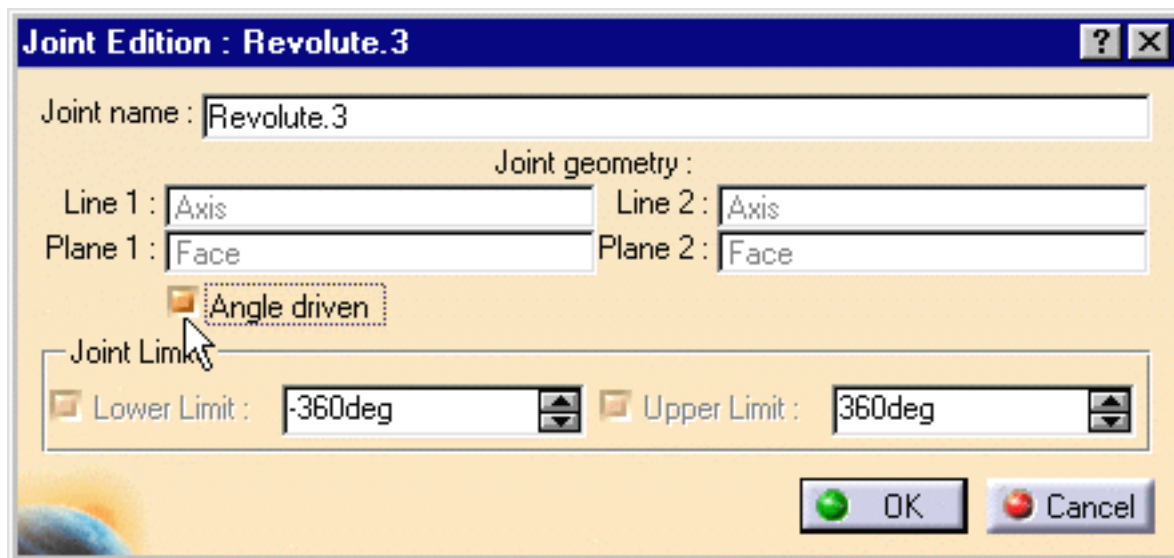 Joint Edition : Revolute.3 ? X
Joint name : Revolute.3
Joint geometry :
Line 1 : Axis Line 2 : Axis
Plane 1 : Face Plane 2 : Face
Angle driven
Joint Limits
Lower Limit : -360deg Upper Limit : 360deg
OK Cancel